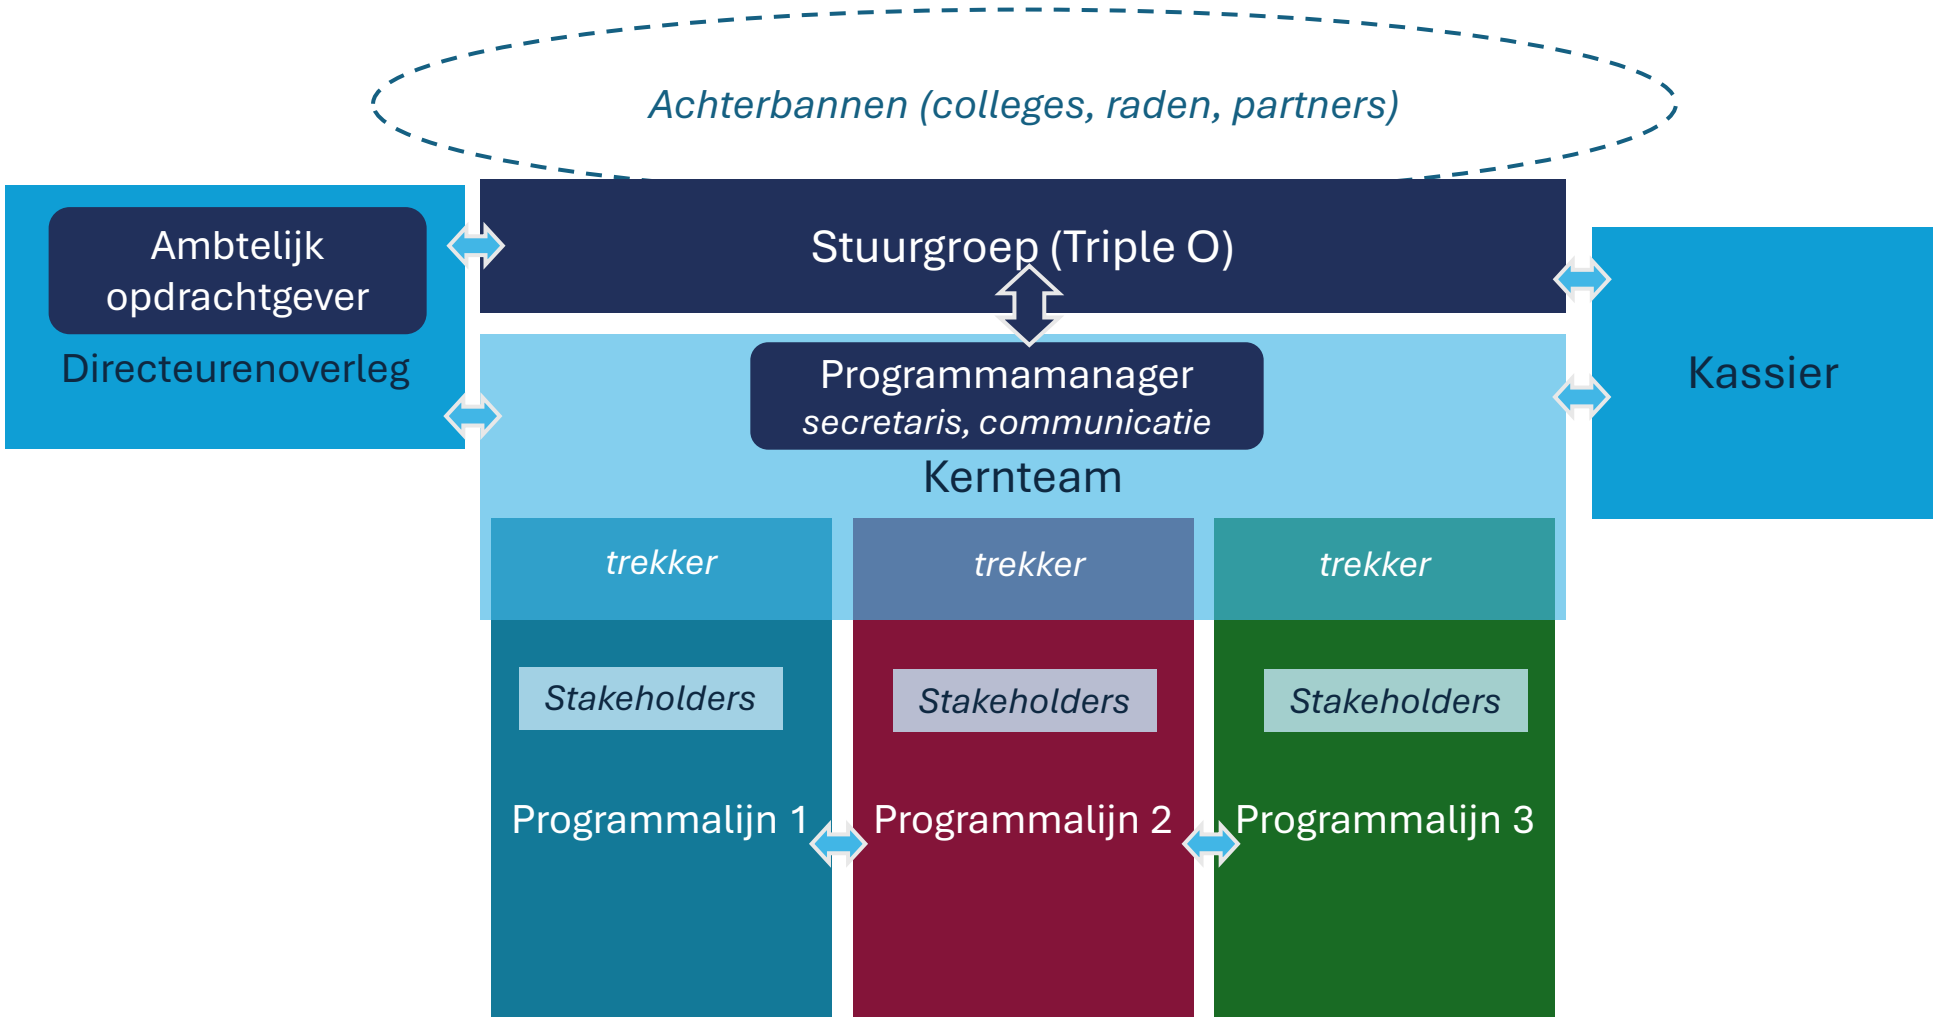 Achterbannen (colleges, raden, partners)
Ambtelijk
opdrachtgever
Directeurenoverleg
Stuurgroep (Triple O)
Kassier
Programmamanager
secretaris, communicatie
Kernteam
trekker
trekker
trekker
Stakeholders
Stakeholders
Stakeholders
Programmalijn 1
Programmalijn 2
Programmalijn 3